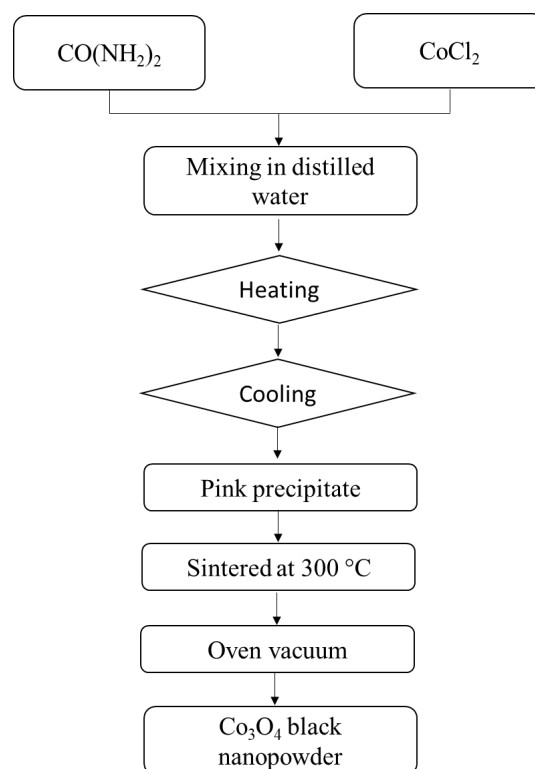 CO(NH₂)₂
CoCl₂
Mixing in distilled
water
Heating
Cooling
Pink precipitate
Sintered at 300 °C
Oven vacuum
Co₃O₄ black
nanopowder